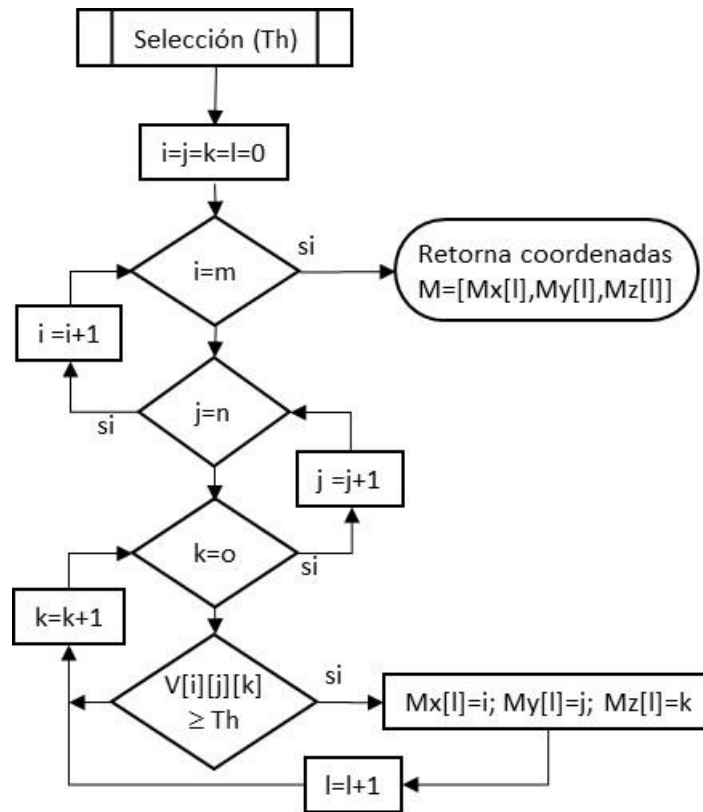 Selección (Th)
i=j=k=l=0
i=m
si
Retorna coordenadas
M=[Mx[l],My[l],Mz[l]]
i =i+1
j=n
si
j =j+1
k=o
si
k=k+1
V[i][j][k]
≥ Th
si
Mx[l]=i; My[l]=j; Mz[l]=k
l=l+1